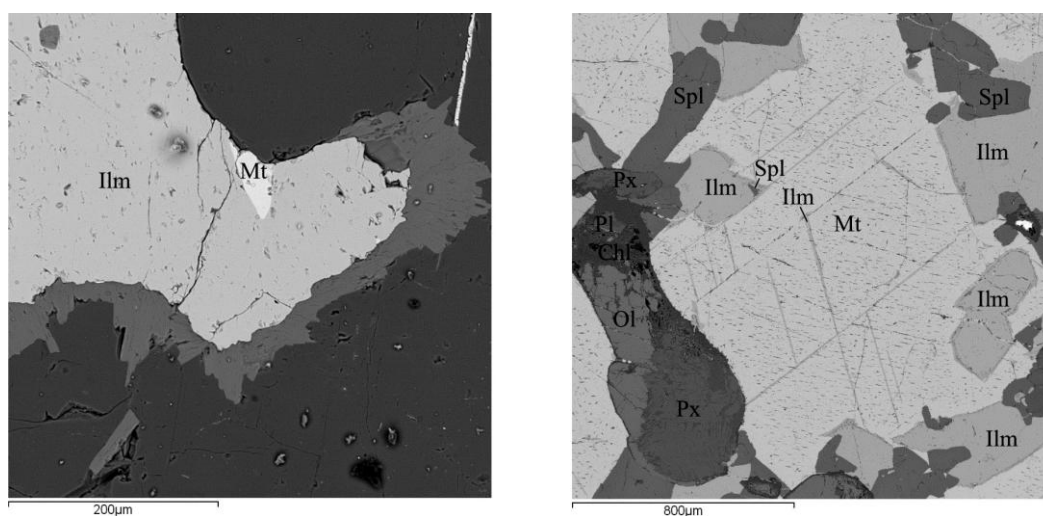 Ilm
Mt
200µm
Spl
Spl
Ilm
Px
Ilm
Spl
Ilm
Mt
Pl
Chl
Ilm
Ol
Px
Ilm
800µm